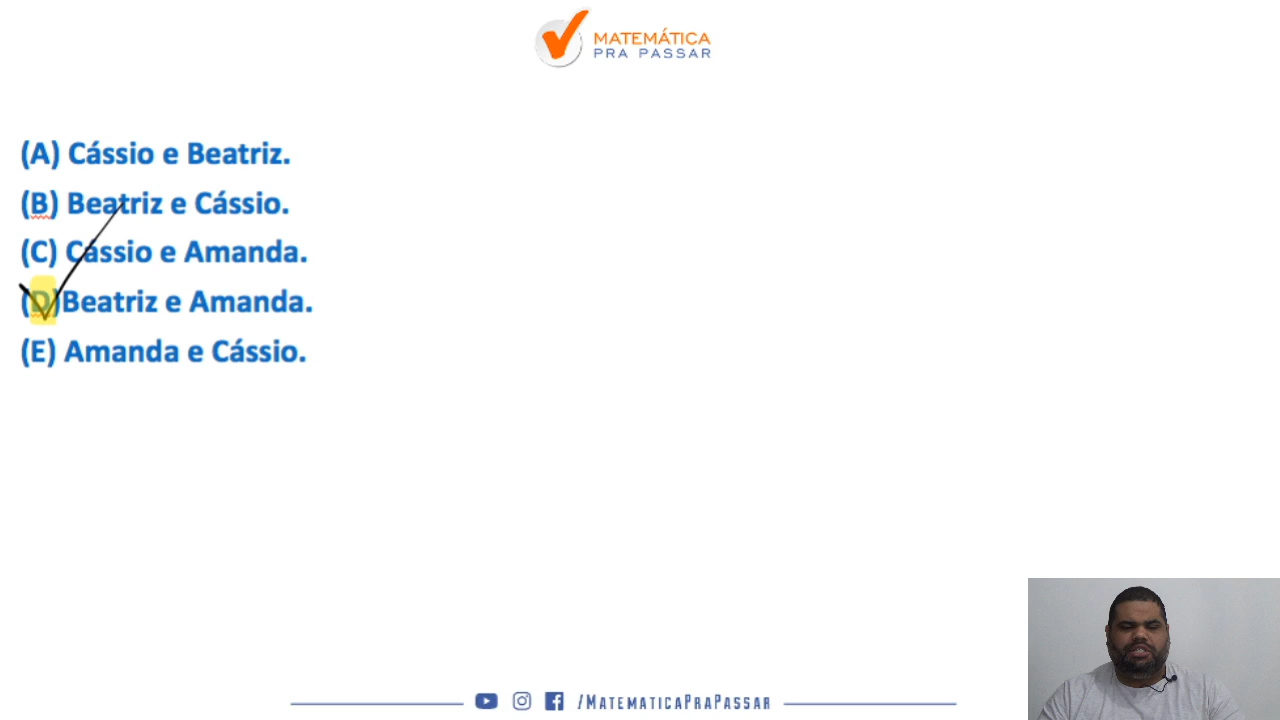 MATEMÁTICA
PRA PASSAR
(A) Cássio e Beatriz.
(B) Beatriz e Cássio.
(C) Cássio e Amanda.
(D)Beatriz e Amanda.
(E) Amanda e Cássio.
/MATEMATICAPRAPASSAR